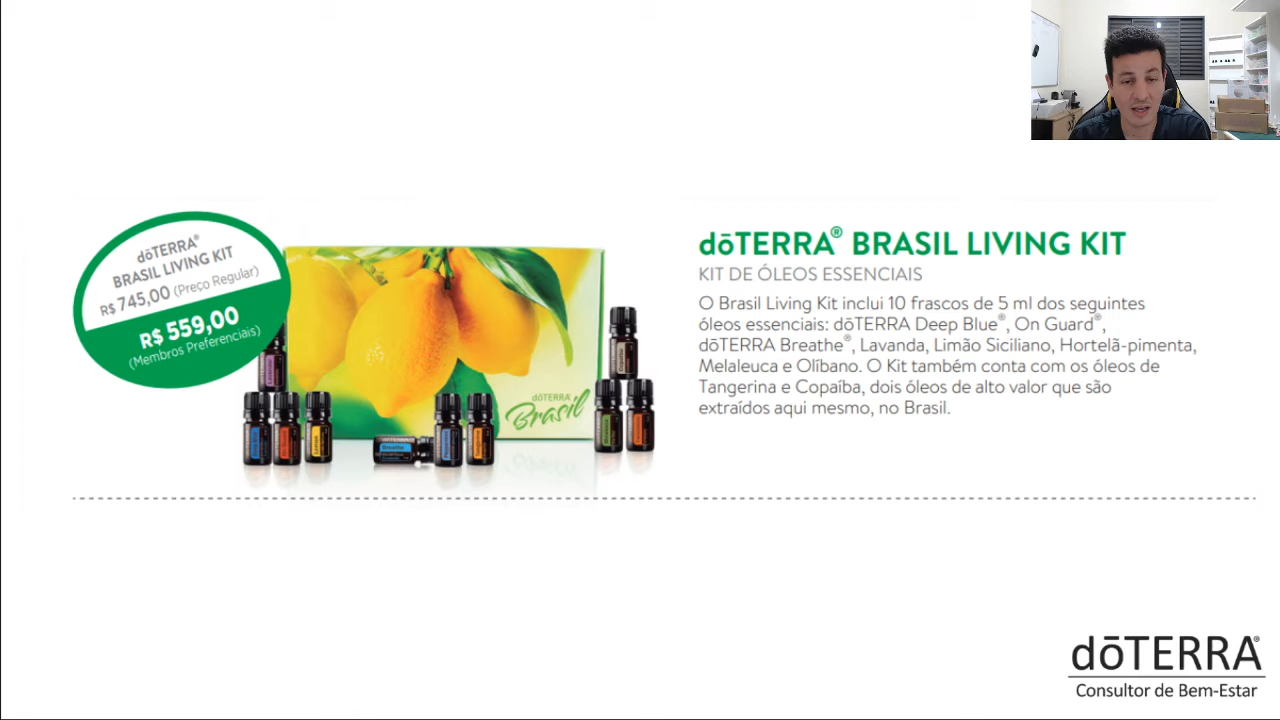 dōTERRA®
BRASIL LIVING KIT
R$ 745,00 (Preço Regular)
R$ 559,00
(Membros Preferenciais)
dōTERRA®
Brasil
Breathe
dōTERRA® BRASIL LIVING KIT
KIT DE ÓLEOS ESSENCIAIS
O Brasil Living Kit inclui 10 frascos de 5 ml dos seguintes
óleos essenciais: dōTERRA Deep Blue®, On Guard®,
dōTERRA Breathe®, Lavanda, Limão Siciliano, Hortelã-pimenta,
Melaleuca e Olíbano. O Kit também conta com os óleos de
Tangerina e Copaíba, dois óleos de alto valor que são
extraídos aqui mesmo, no Brasil.
dōTERRA®
Consultor de Bem-Estar